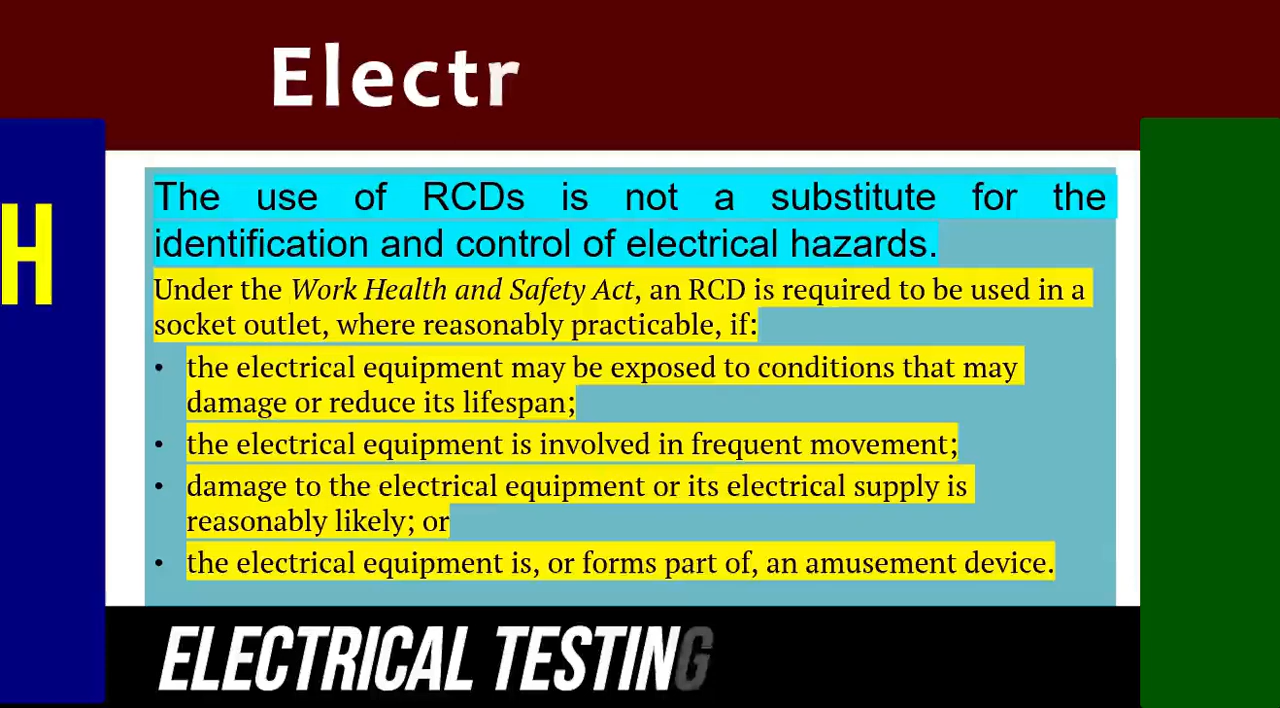 Electr
H
The use of RCDs is not a substitute for the
identification and control of electrical hazards.
Under the Work Health and Safety Act, an RCD is required to be used in a
socket outlet, where reasonably practicable, if:
• the electrical equipment may be exposed to conditions that may
damage or reduce its lifespan;
• the electrical equipment is involved in frequent movement;
• damage to the electrical equipment or its electrical supply is
reasonably likely; or
• the electrical equipment is, or forms part of, an amusement device.
ELECTRICAL TESTING